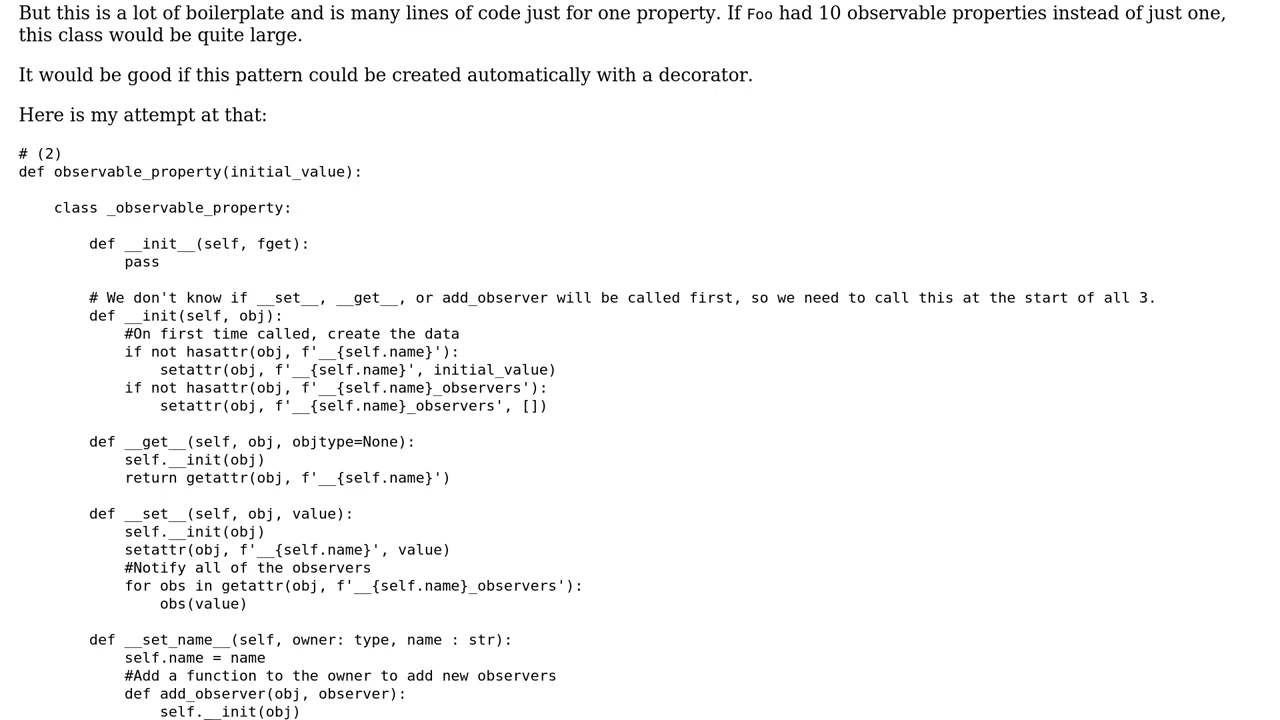 But this is a lot of boilerplate and is many lines of code just for one property. If Foo had 10 observable properties instead of just one,
this class would be quite large.
It would be good if this pattern could be created automatically with a decorator.
Here is my attempt at that:
# (2)
def observable_property(initial_value):
    class _observable_property:
        def __init__(self, fget):
            pass
        # We don't know if __set__, __get__, or add_observer will be called first, so we need to call this at the start of all 3.
        def __init(self, obj):
            #On first time called, create the data
            if not hasattr(obj, f'__{self.name}'):
                setattr(obj, f'__{self.name}', initial_value)
            if not hasattr(obj, f'__{self.name}_observers'):
                setattr(obj, f'__{self.name}_observers', [])
        def __get__(self, obj, objtype=None):
            self.__init(obj)
            return getattr(obj, f'__{self.name}')
        def __set__(self, obj, value):
            self.__init(obj)
            setattr(obj, f'__{self.name}', value)
            #Notify all of the observers
            for obs in getattr(obj, f'__{self.name}_observers'):
                obs(value)
        def __set_name__(self, owner: type, name : str):
            self.name = name
            #Add a function to the owner to add new observers
            def add_observer(obj, observer):
                self.__init(obj)